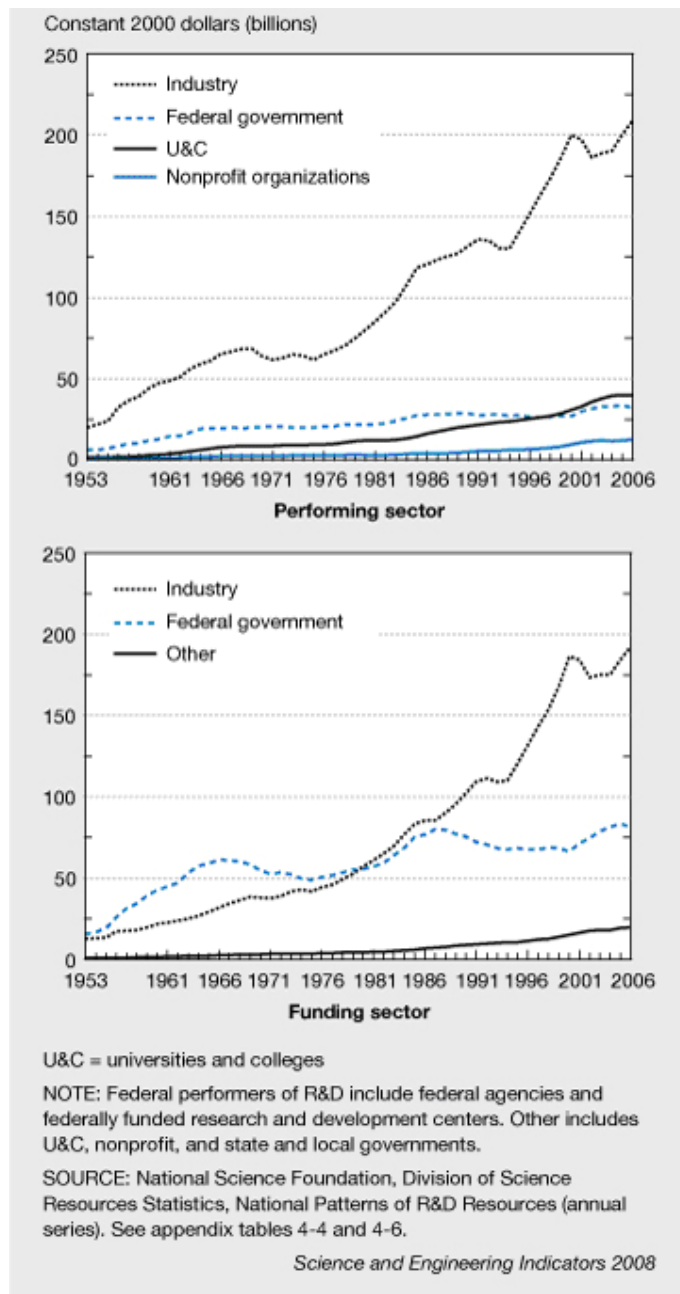 Constant 2000 dollars (billions)
250
Industry
Federal government
200
U&C
Nonprofit organizations
150
100
50
0
1953 1961 1966 1971 1976 1981 1986 1991 1996 2001 2006
Performing sector
250
Industry
Federal government
200
Other
150
100
50
0
1953 1961 1966 1971 1976 1981 1986 1991 1996 2001 2006
Funding sector
U&C = universities and colleges
NOTE: Federal performers of R&D include federal agencies and
federally funded research and development centers. Other includes
U&C, nonprofit, and state and local governments.
SOURCE: National Science Foundation, Division of Science
Resources Statistics, National Patterns of R&D Resources (annual
series). See appendix tables 4-4 and 4-6.
Science and Engineering Indicators 2008